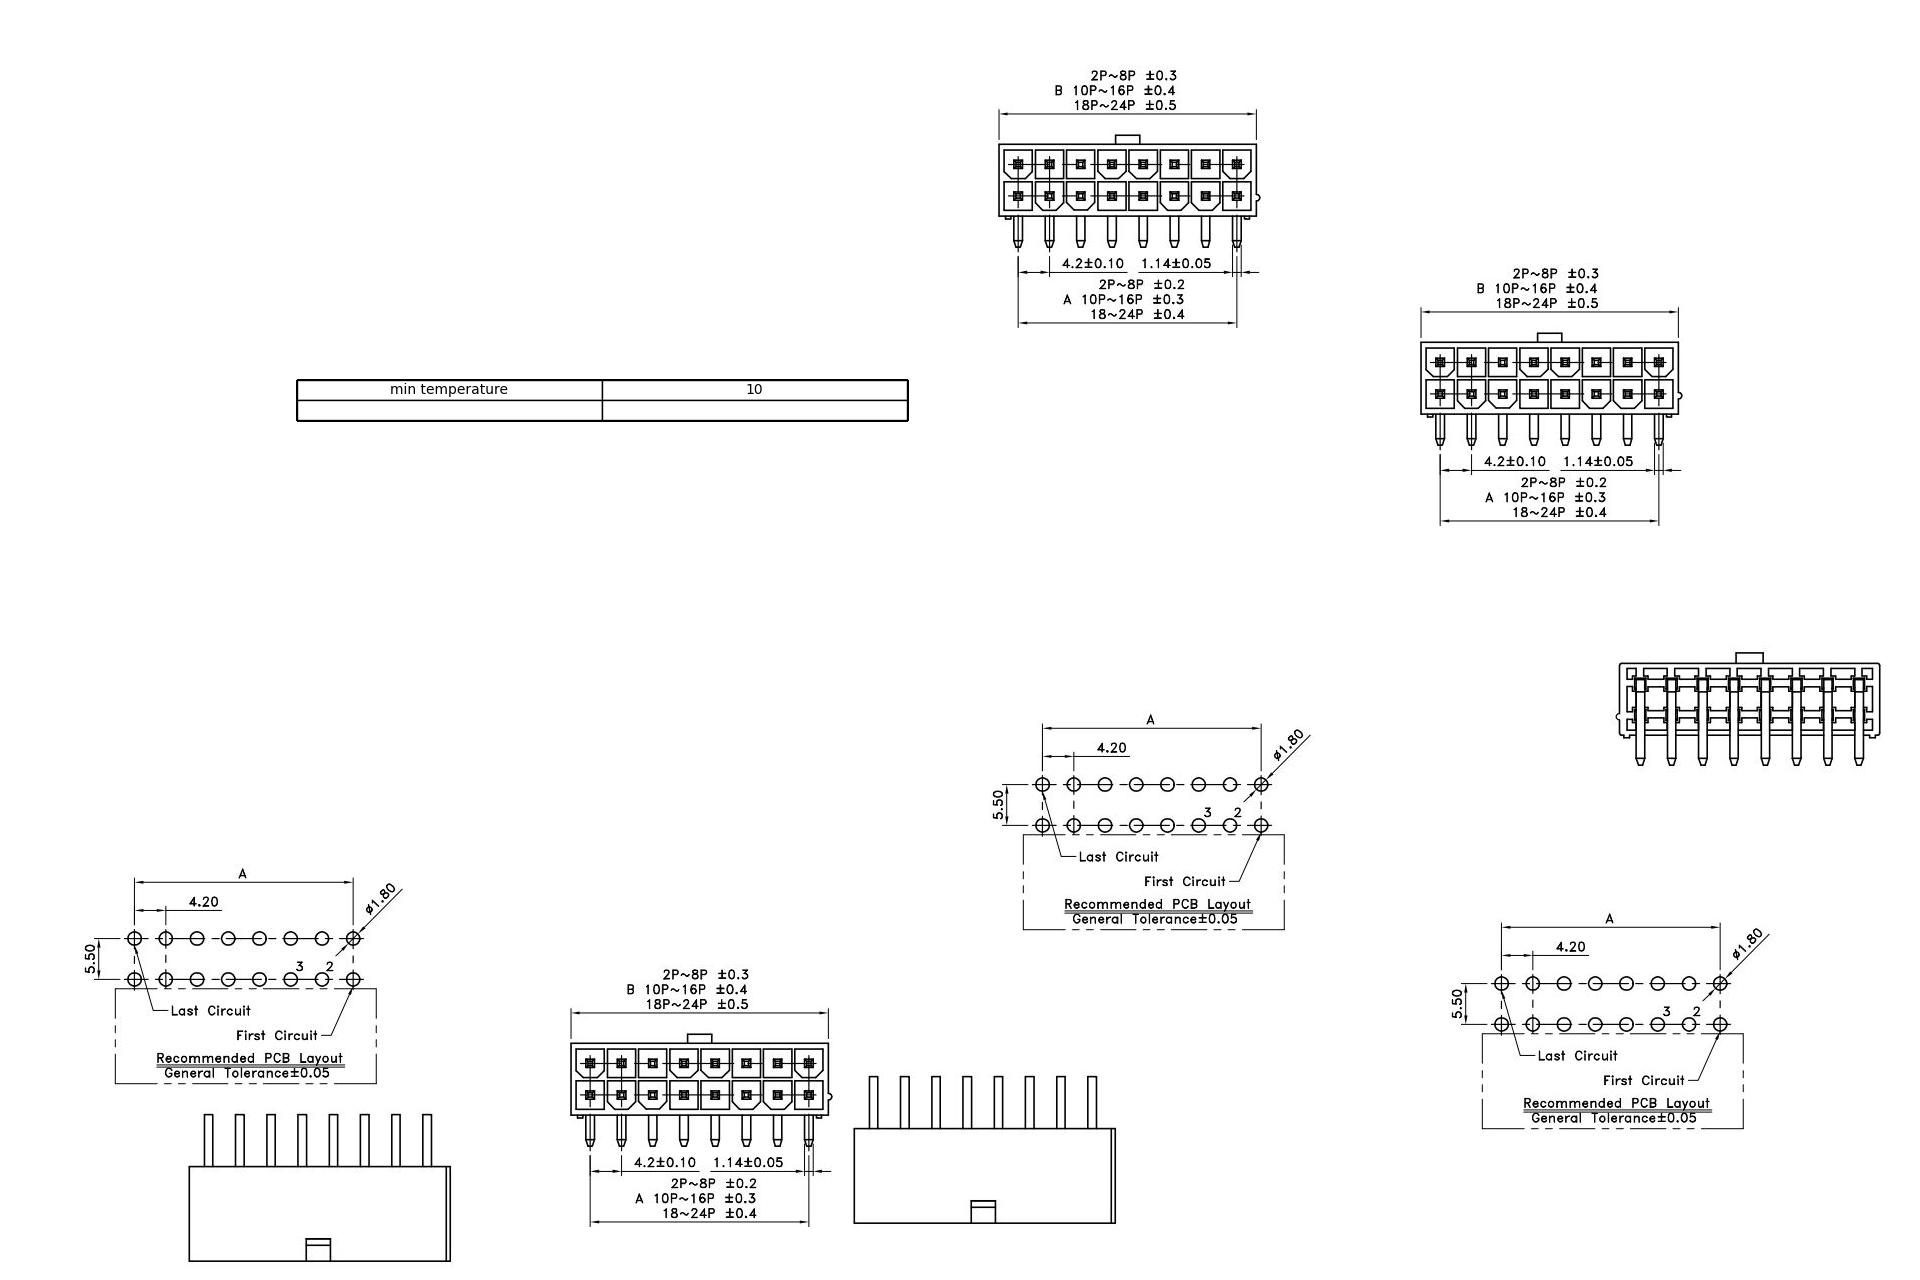 2P~8P ±0.3
B 10P~16P ±0.4
18P~24P ±0.5
4.2±0.10 1.14±0.05
2P~8P ±0.2
A 10P~16P ±0.3
18~24P ±0.4
2P~8P ±0.3
B 10P~16P ±0.4
18P~24P ±0.5
4.2±0.10 1.14±0.05
2P~8P ±0.2
A 10P~16P ±0.3
18~24P ±0.4
min temperature 10
A
4.20
ø1.80
5.50
3 2
Last Circuit
First Circuit
Recommended PCB Layout
General Tolerance±0.05
A
4.20
ø1.80
5.50
3 2
Last Circuit
First Circuit
Recommended PCB Layout
General Tolerance±0.05
A
4.20
ø1.80
5.50
3 2
Last Circuit
First Circuit
Recommended PCB Layout
General Tolerance±0.05
2P~8P ±0.3
B 10P~16P ±0.4
18P~24P ±0.5
4.2±0.10 1.14±0.05
2P~8P ±0.2
A 10P~16P ±0.3
18~24P ±0.4